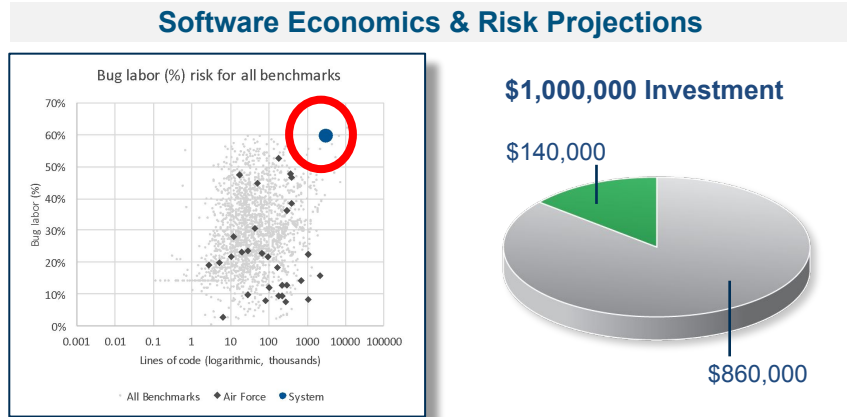 Software Economics & Risk Projections
Bug labor (%) risk for all benchmarks
70%
60%
50%
40%
30%
20%
10%
0%
Bug labor (%)
0.001 0.01 0.1 1 10 100 1000 10000 100000
Lines of code (logarithmic, thousands)
All Benchmarks Air Force System
$1,000,000 Investment
$140,000
$860,000